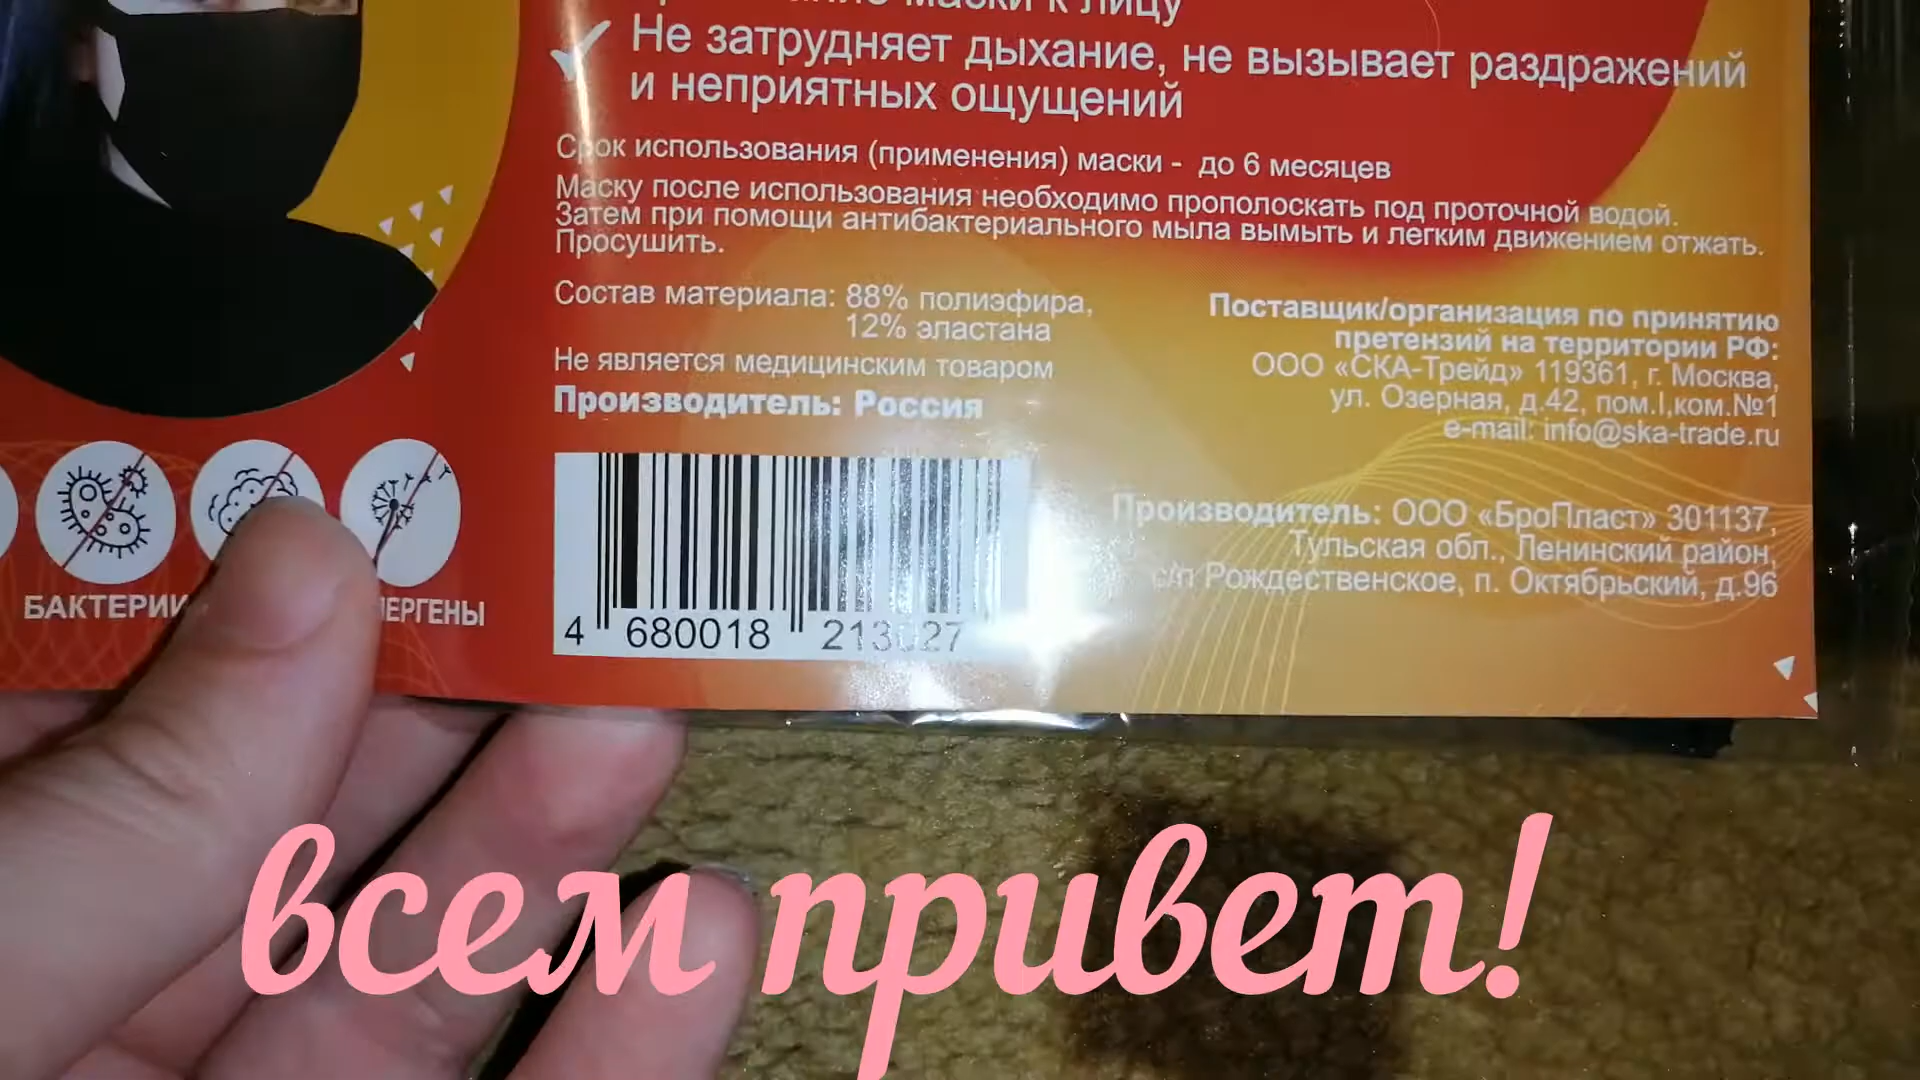 маски к лицу
Не затрудняет дыхание, не вызывает раздражений
и неприятных ощущений
Срок использования (применения) маски - до 6 месяцев
Маску после использования необходимо прополоскать под проточной водой.
Затем при помощи антибактериального мыла вымыть и легким движением отжать.
Просушить.
Состав материала: 88% полиэфира,
12% эластана
Не является медицинским товаром
Производитель: Россия
Поставщик/организация по принятию
претензий на территории РФ:
ООО «СКА-Трейд» 119361, г. Москва,
ул. Озерная, д.42, пом.I,ком.№1
e-mail: info@ska-trade.ru
Производитель: ООО «БроПласт» 301137,
Тульская обл., Ленинский район,
с/п Рождественское, п. Октябрьский, д.96
БАКТЕРИИ
4 680018
всем привет!